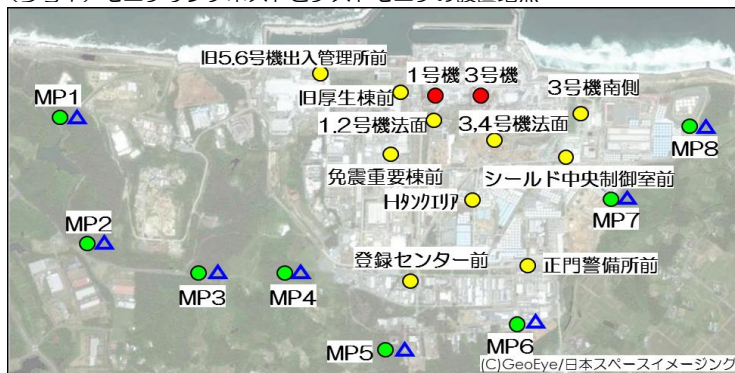 旧5.6号機出入管理所前
1号機
3号機
MP1
旧厚生棟前
3号機南側
1.2号機法面
3,4号機法面
MP8
免震重要棟前
シールド中央制御室前
Hﾀﾝｸｴﾘｱ
MP7
MP2
登録センター前
正門警備所前
MP3
MP4
MP6
MP5
(C)GeoEye/日本スペースイメージング